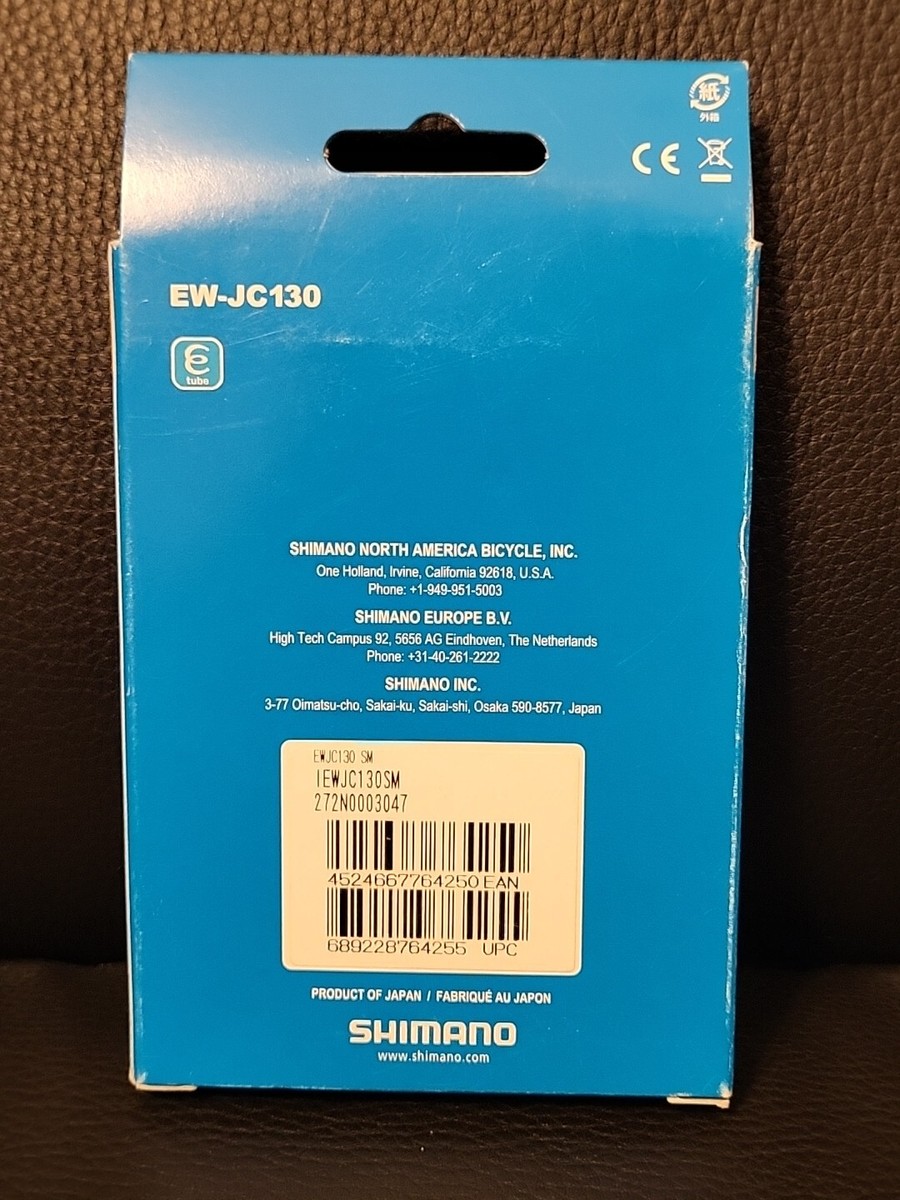 紙
外箱
CE
EW-JC130
tube
SHIMANO NORTH AMERICA BICYCLE, INC.
One Holland, Irvine, California 92618, U.S.A.
Phone: +1-949-951-5003
SHIMANO EUROPE B.V.
High Tech Campus 92, 5656 AG Eindhoven, The Netherlands
Phone: +31-40-261-2222
SHIMANO INC.
3-77 Oimatsu-cho, Sakai-ku, Sakai-shi, Osaka 590-8577, Japan
EWJC130 SM
IEWJC130SM
272N0003047
4524667764250 EAN
689228764255 UPC
PRODUCT OF JAPAN / FABRIQUÉ AU JAPON
SHIMANO
www.shimano.com